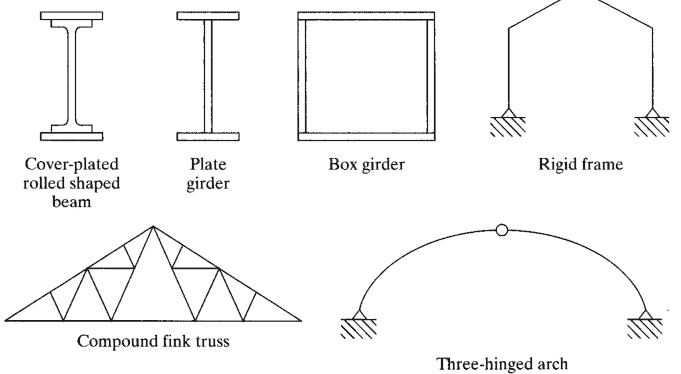 Cover-plated
rolled shaped
beam
Plate
girder
Box girder
Rigid frame
Compound fink truss
Three-hinged arch